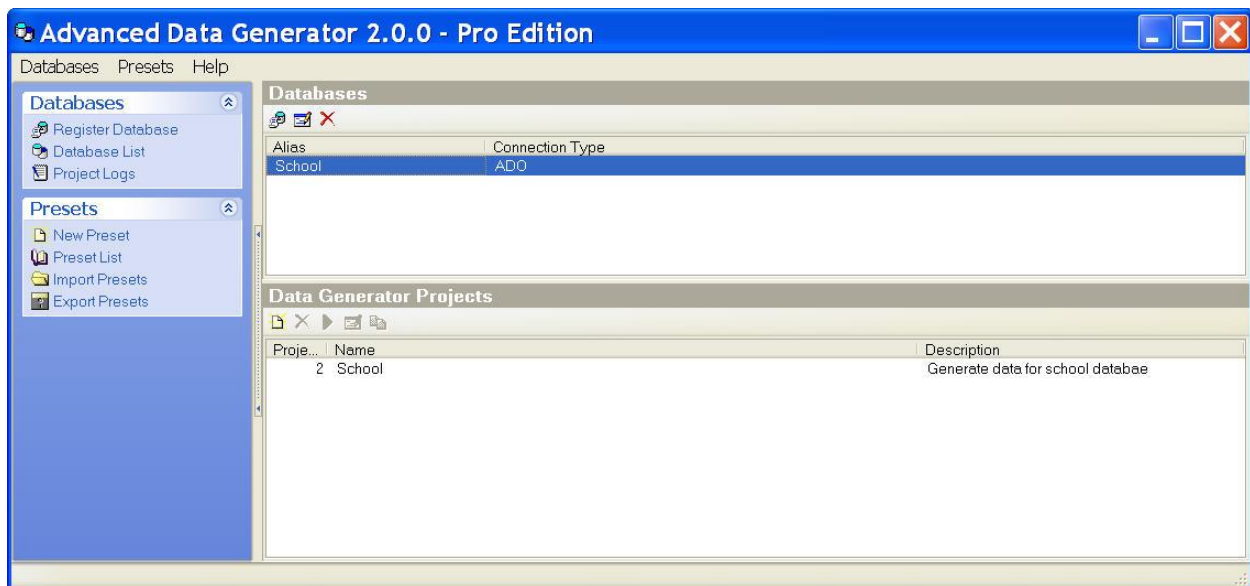 Advanced Data Generator 2.0.0 - Pro Edition
Databases Presets Help
Databases
Register Database
Database List
Project Logs
Presets
New Preset
Preset List
Import Presets
Export Presets
Databases
Alias Connection Type
School ADO
Data Generator Projects
Proje... Name Description
2 School Generate data for school databae